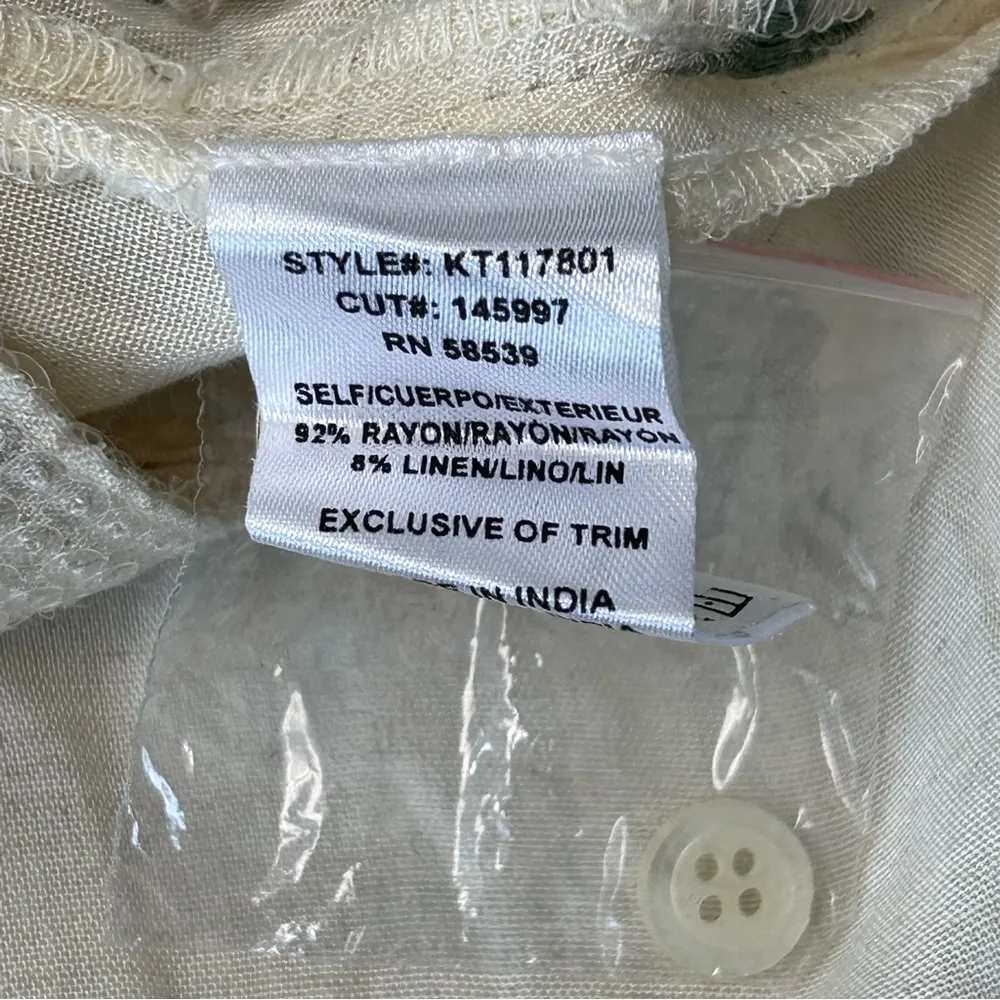 STYLE#: KT117801
CUT#: 145997
RN 58539
SELF/CUERPO/EXTERIEUR
92% RAYON/RAYON/RAYON
8% LINEN/LINO/LIN
EXCLUSIVE OF TRIM
IN INDIA